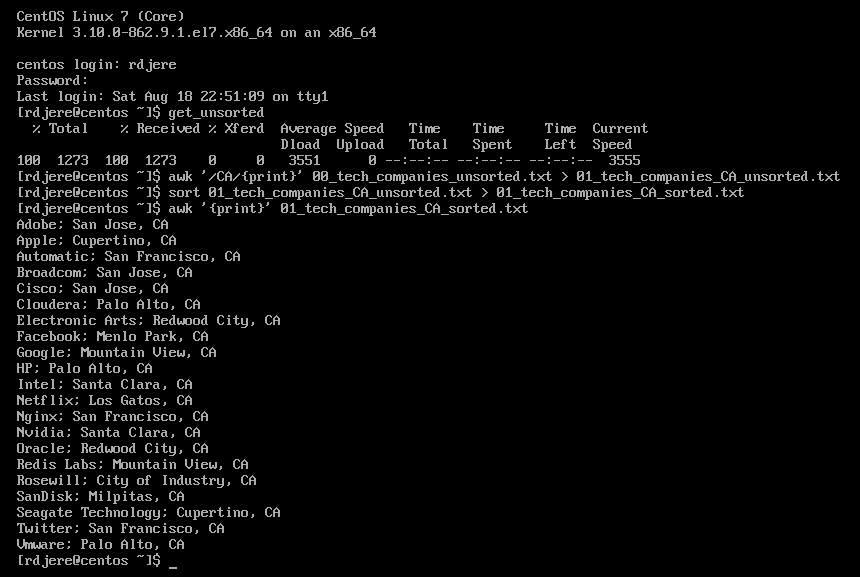 CentOS Linux 7 (Core)
Kernel 3.10.0-862.9.1.el7.x86_64 on an x86_64
centos login: rdjere
Password:
Last login: Sat Aug 18 22:51:09 on tty1
[rdjere@centos ~]$ get_unsorted
  % Total    % Received % Xferd  Average Speed   Time    Time     Time  Current
                                 Dload  Upload   Total   Spent    Left  Speed
100  1273  100  1273    0     0   3551      0 --:--:-- --:--:-- --:--:--  3555
[rdjere@centos ~]$ awk '/CA/{print}' 00_tech_companies_unsorted.txt > 01_tech_companies_CA_unsorted.txt
[rdjere@centos ~]$ sort 01_tech_companies_CA_unsorted.txt > 01_tech_companies_CA_sorted.txt
[rdjere@centos ~]$ awk '{print}' 01_tech_companies_CA_sorted.txt
Adobe; San Jose, CA
Apple; Cupertino, CA
Automatic; San Francisco, CA
Broadcom; San Jose, CA
Cisco; San Jose, CA
Cloudera; Palo Alto, CA
Electronic Arts; Redwood City, CA
Facebook; Menlo Park, CA
Google; Mountain View, CA
HP; Palo Alto, CA
Intel; Santa Clara, CA
Netflix; Los Gatos, CA
Nginx; San Francisco, CA
Nvidia; Santa Clara, CA
Oracle; Redwood City, CA
Redis Labs; Mountain View, CA
Rosewill; City of Industry, CA
SanDisk; Milpitas, CA
Seagate Technology; Cupertino, CA
Twitter; San Francisco, CA
Vmware; Palo Alto, CA
[rdjere@centos ~]$ _